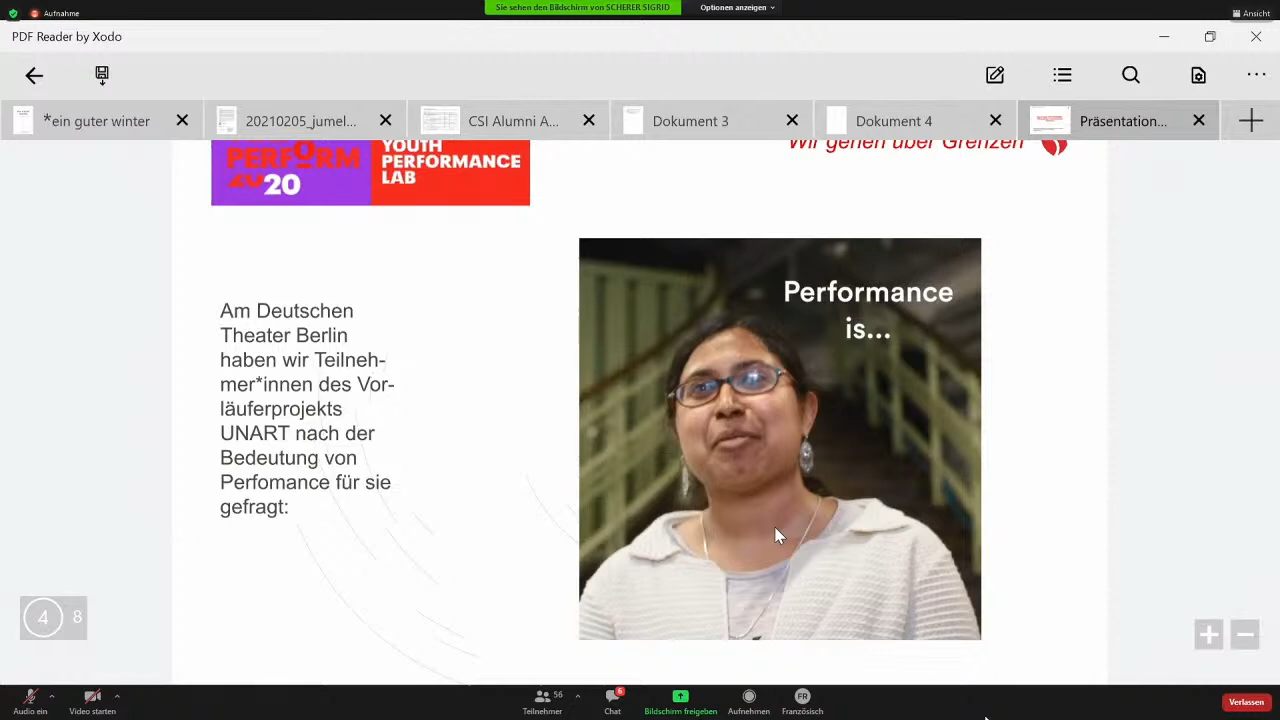 Aufnahme
Sie sehen den Bildschirm von SCHERER SIGRID
Optionen anzeigen
Ansicht
PDF Reader by Xodo
*ein guter winter
20210205_jumel...
CSI Alumni A...
Dokument 3
Dokument 4
Präsentation...
PERFORM
2020
YOUTH
PERFORMANCE
LAB
Wir gehen über Grenzen
Performance
is...
Am Deutschen
Theater Berlin
haben wir Teilneh-
mer*innen des Vor-
läuferprojekts
UNART nach der
Bedeutung von
Perfomance für sie
gefragt:
4 8
Audio ein
Video starten
56
Teilnehmer
6
Chat
Bildschirm freigeben
Aufnehmen
FR
Französisch
Verlassen